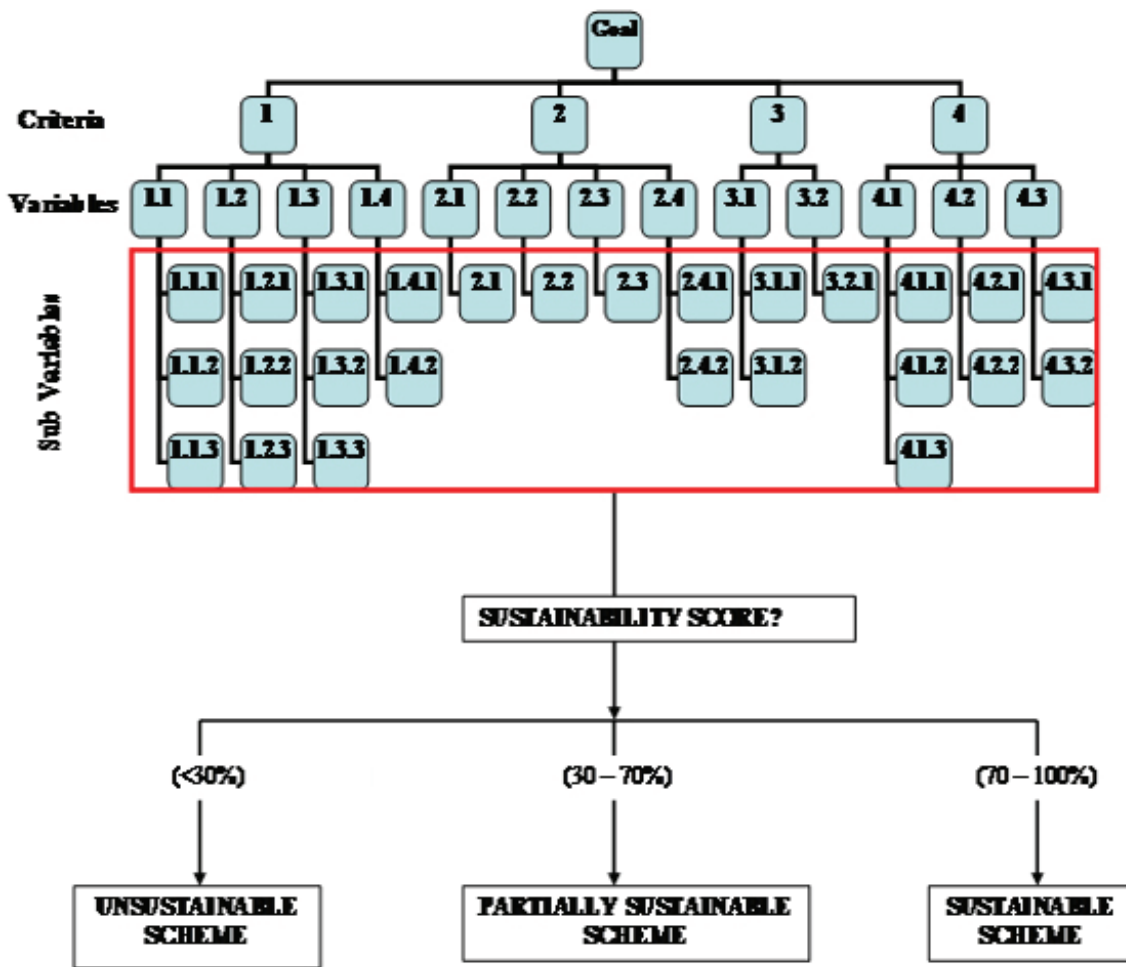 Goal
Criteria 1 2 3 4
Variables 1.1 1.2 1.3 1.4 2.1 2.2 2.3 2.4 3.1 3.2 4.1 4.2 4.3
Sub Variables
1.1.1 1.2.1 1.3.1 1.4.1 2.1 2.2 2.3 2.4.1 3.1.1 3.2.1 4.1.1 4.2.1 4.3.1
1.1.2 1.2.2 1.3.2 1.4.2 2.4.2 3.1.2 4.1.2 4.2.2 4.3.2
1.1.3 1.2.3 1.3.3 4.1.3
SUSTAINABILITY SCORE?
(<30%) (30 – 70%) (70 – 100%)
UNSUSTAINABLE PARTIALLY SUSTAINABLE SUSTAINABLE
SCHEME SCHEME SCHEME